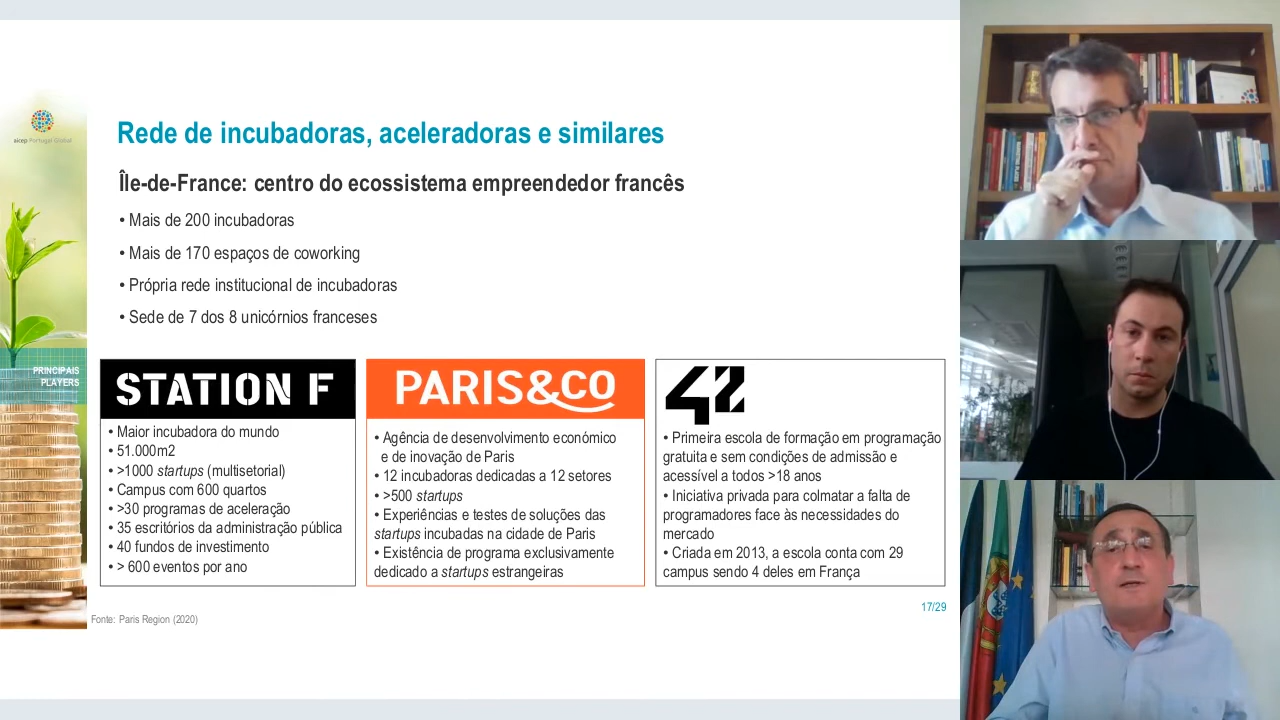 aicep Portugal Global
Rede de incubadoras, aceleradoras e similares
Île-de-France: centro do ecossistema empreendedor francês
• Mais de 200 incubadoras
• Mais de 170 espaços de coworking
• Própria rede institucional de incubadoras
• Sede de 7 dos 8 unicórnios franceses
PRINCIPAIS
PLAYERS
STATION F
• Maior incubadora do mundo
• 51.000m2
• >1000 startups (multisetorial)
• Campus com 600 quartos
• >30 programas de aceleração
• 35 escritórios da administração pública
• 40 fundos de investimento
• > 600 eventos por ano
PARIS&CO
• Agência de desenvolvimento económico
e de inovação de Paris
• 12 incubadoras dedicadas a 12 setores
• >500 startups
• Experiências e testes de soluções das
startups incubadas na cidade de Paris
• Existência de programa exclusivamente
dedicado a startups estrangeiras
42
• Primeira escola de formação em programação
gratuita e sem condições de admissão e
acessível a todos >18 anos
• Iniciativa privada para colmatar a falta de
programadores face às necessidades do
mercado
• Criada em 2013, a escola conta com 29
campus sendo 4 deles em França
17/29
Fonte: Paris Region (2020)